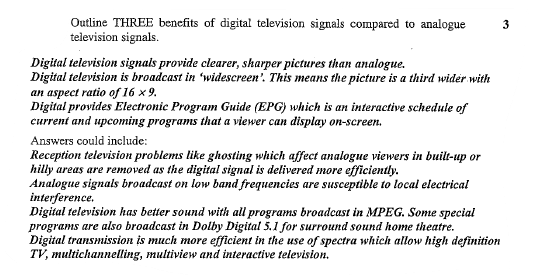 Outline THREE benefits of digital television signals compared to analogue 3
television signals.
Digital television signals provide clearer, sharper pictures than analogue.
Digital television is broadcast in ‘widescreen’. This means the picture is a third wider with
an aspect ratio of 16 × 9.
Digital provides Electronic Program Guide (EPG) which is an interactive schedule of
current and upcoming programs that a viewer can display on-screen.
Answers could include:
Reception television problems like ghosting which affect analogue viewers in built-up or
hilly areas are removed as the digital signal is delivered more efficiently.
Analogue signals broadcast on low band frequencies are susceptible to local electrical
interference.
Digital television has better sound with all programs broadcast in MPEG. Some special
programs are also broadcast in Dolby Digital 5.1 for surround sound home theatre.
Digital transmission is much more efficient in the use of spectra which allow high definition
TV, multichannelling, multiview and interactive television.